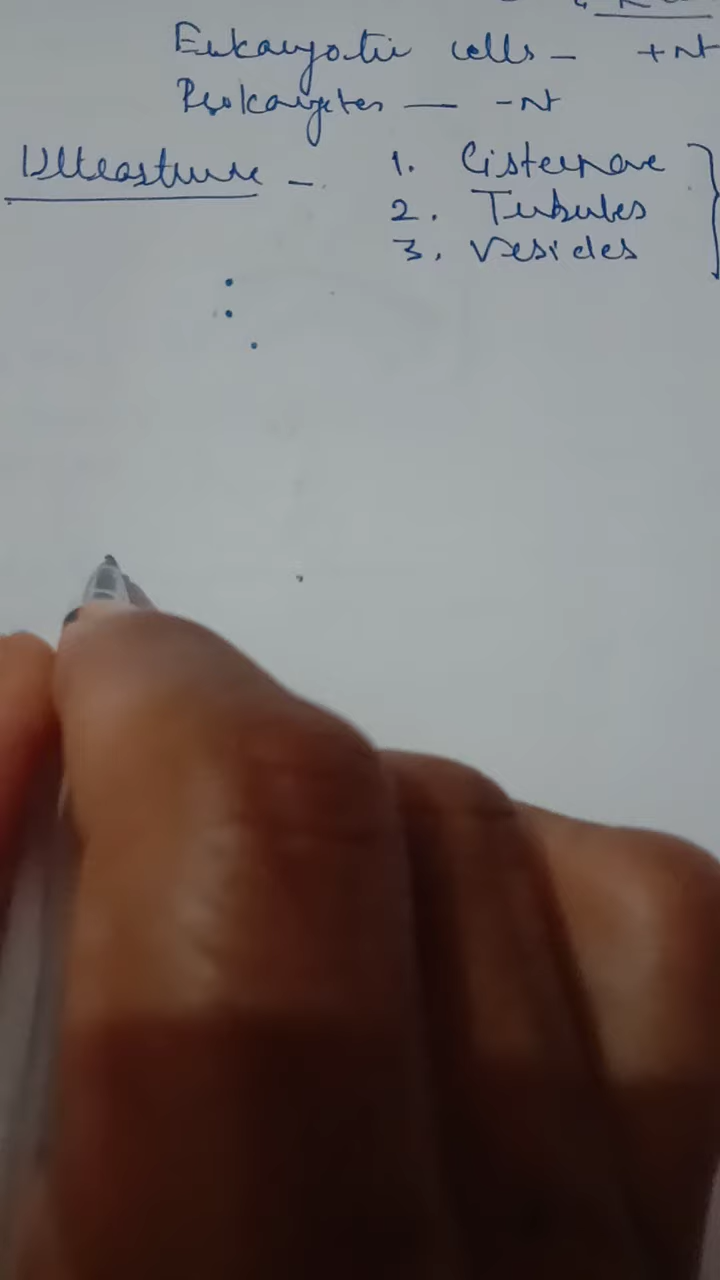 Eukaryotic cells – +nt
Prokaryotes — -nt
Ultrastructure – 1. Cisternae
2. Tubules
3. Vesicles